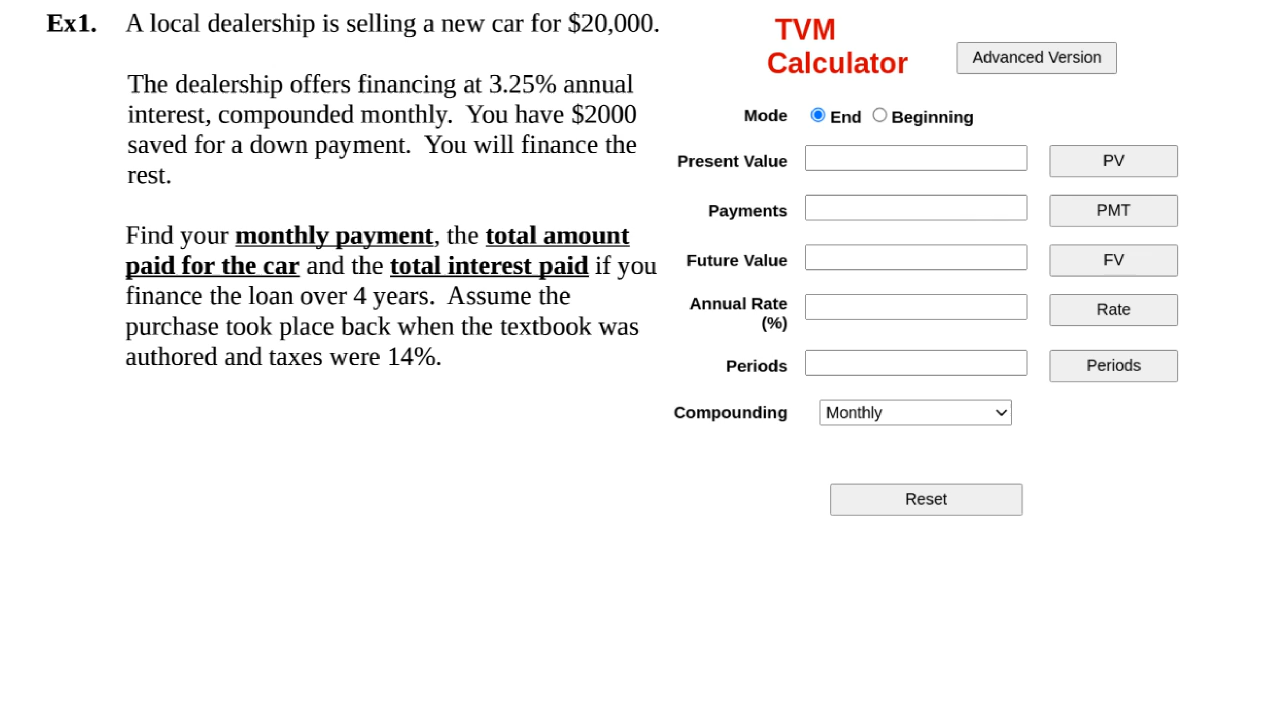 Ex1. A local dealership is selling a new car for $20,000.
The dealership offers financing at 3.25% annual
interest, compounded monthly. You have $2000
saved for a down payment. You will finance the
rest.
Find your monthly payment, the total amount
paid for the car and the total interest paid if you
finance the loan over 4 years. Assume the
purchase took place back when the textbook was
authored and taxes were 14%.
TVM
Calculator
Advanced Version
Mode End Beginning
Present Value PV
Payments PMT
Future Value FV
Annual Rate
(%)
Rate
Periods Periods
Compounding Monthly
Reset